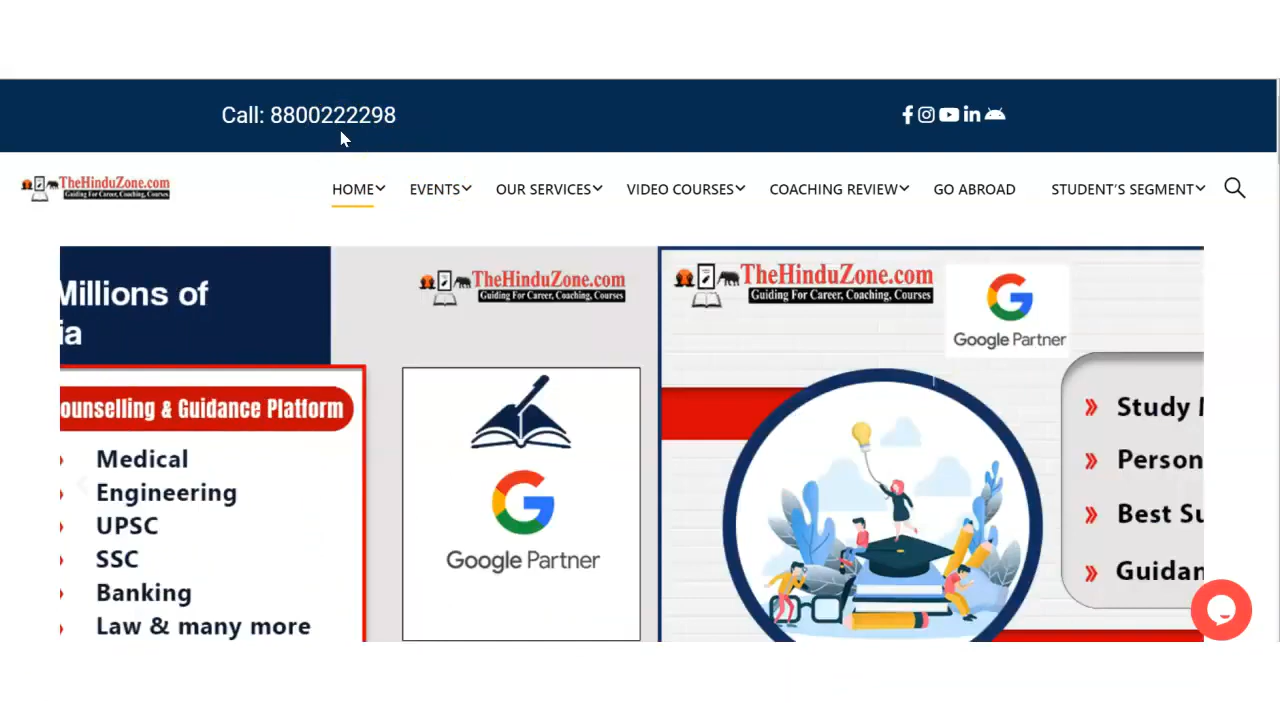 Call: 8800222298
TheHinduZone.com
Guiding For Career, Coaching, Courses
HOME EVENTS OUR SERVICES VIDEO COURSES COACHING REVIEW GO ABROAD STUDENT'S SEGMENT
Millions of
ia
ounselling & Guidance Platform
Medical
Engineering
UPSC
SSC
Banking
Law & many more
TheHinduZone.com
Guiding For Career, Coaching, Courses
Google Partner
TheHinduZone.com
Guiding For Career, Coaching, Courses
Google Partner
Study
Person
Best Su
Guidan